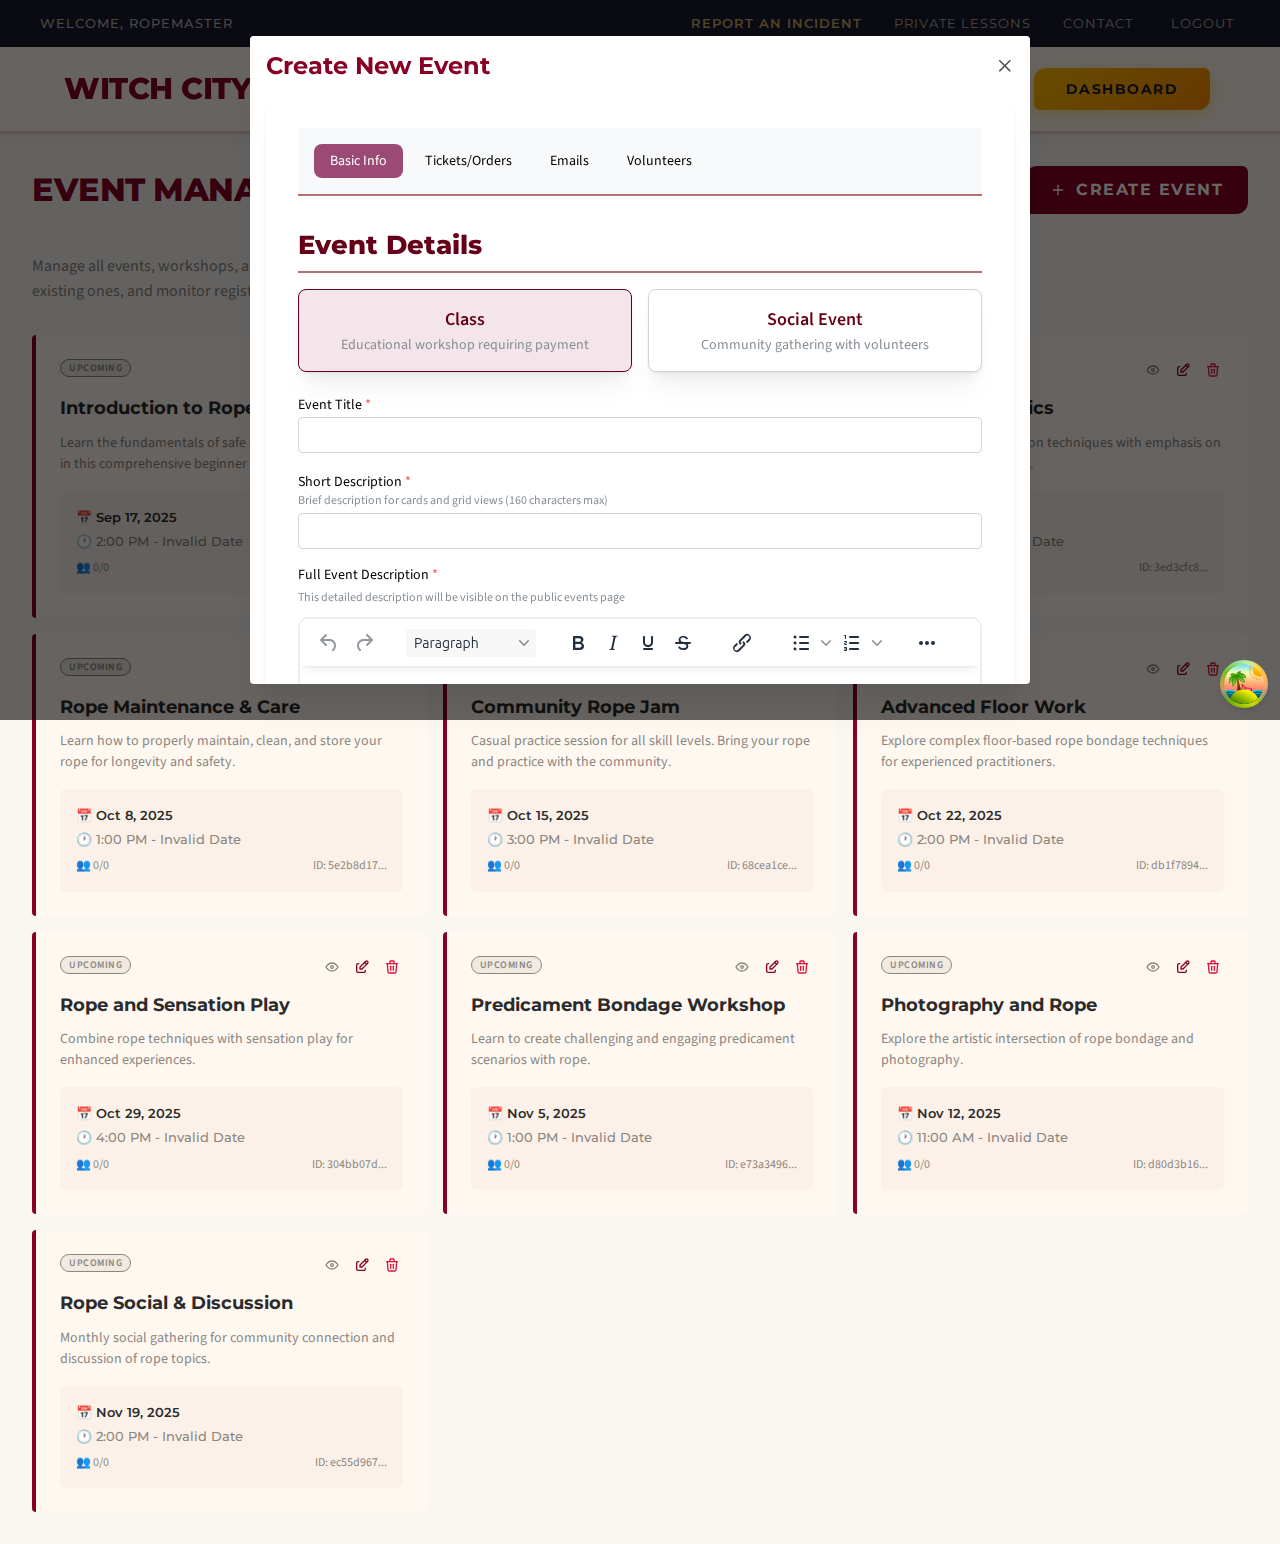 WELCOME, ROPEMASTER
REPORT AN INCIDENT
PRIVATE LESSONS
CONTACT
LOGOUT
WITCH CITY
DASHBOARD
Create New Event
Basic Info
Tickets/Orders
Emails
Volunteers
Event Details
Class
Educational workshop requiring payment
Social Event
Community gathering with volunteers
Event Title *
Short Description *
Brief description for cards and grid views (160 characters max)
Full Event Description *
This detailed description will be visible on the public events page
Paragraph
EVENT MANA
CREATE EVENT
Manage all events, workshops, a
existing ones, and monitor regist
UPCOMING
Introduction to Rope
Learn the fundamentals of safe
in this comprehensive beginner
📅 Sep 17, 2025
🕐 2:00 PM - Invalid Date
👥 0/0
ics
on techniques with emphasis on
Date
ID: 3ed3cfc8...
UPCOMING
Rope Maintenance & Care
Learn how to properly maintain, clean, and store your
rope for longevity and safety.
📅 Oct 8, 2025
🕐 1:00 PM - Invalid Date
👥 0/0
ID: 5e2b8d17...
Community Rope Jam
Casual practice session for all skill levels. Bring your rope
and practice with the community.
📅 Oct 15, 2025
🕐 3:00 PM - Invalid Date
👥 0/0
ID: 68cea1ce...
Advanced Floor Work
Explore complex floor-based rope bondage techniques
for experienced practitioners.
📅 Oct 22, 2025
🕐 2:00 PM - Invalid Date
👥 0/0
ID: db1f7894...
UPCOMING
Rope and Sensation Play
Combine rope techniques with sensation play for
enhanced experiences.
📅 Oct 29, 2025
🕐 4:00 PM - Invalid Date
👥 0/0
ID: 304bb07d...
UPCOMING
Predicament Bondage Workshop
Learn to create challenging and engaging predicament
scenarios with rope.
📅 Nov 5, 2025
🕐 1:00 PM - Invalid Date
👥 0/0
ID: e73a3496...
UPCOMING
Photography and Rope
Explore the artistic intersection of rope bondage and
photography.
📅 Nov 12, 2025
🕐 11:00 AM - Invalid Date
👥 0/0
ID: d80d3b16...
UPCOMING
Rope Social & Discussion
Monthly social gathering for community connection and
discussion of rope topics.
📅 Nov 19, 2025
🕐 2:00 PM - Invalid Date
👥 0/0
ID: ec55d967...